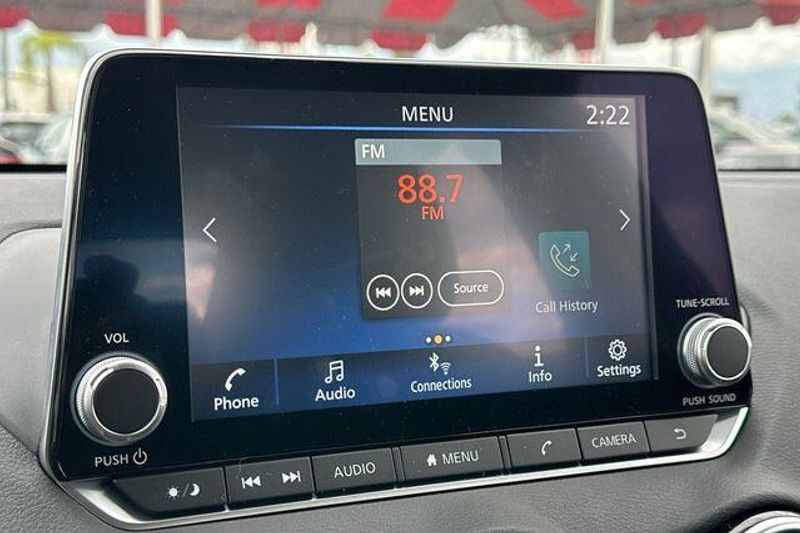 MENU
2:22
FM
88.7
FM
Source
Call History
Phone
Audio
Connections
Info
Settings
VOL
PUSH
TUNE-SCROLL
PUSH SOUND
AUDIO
MENU
CAMERA